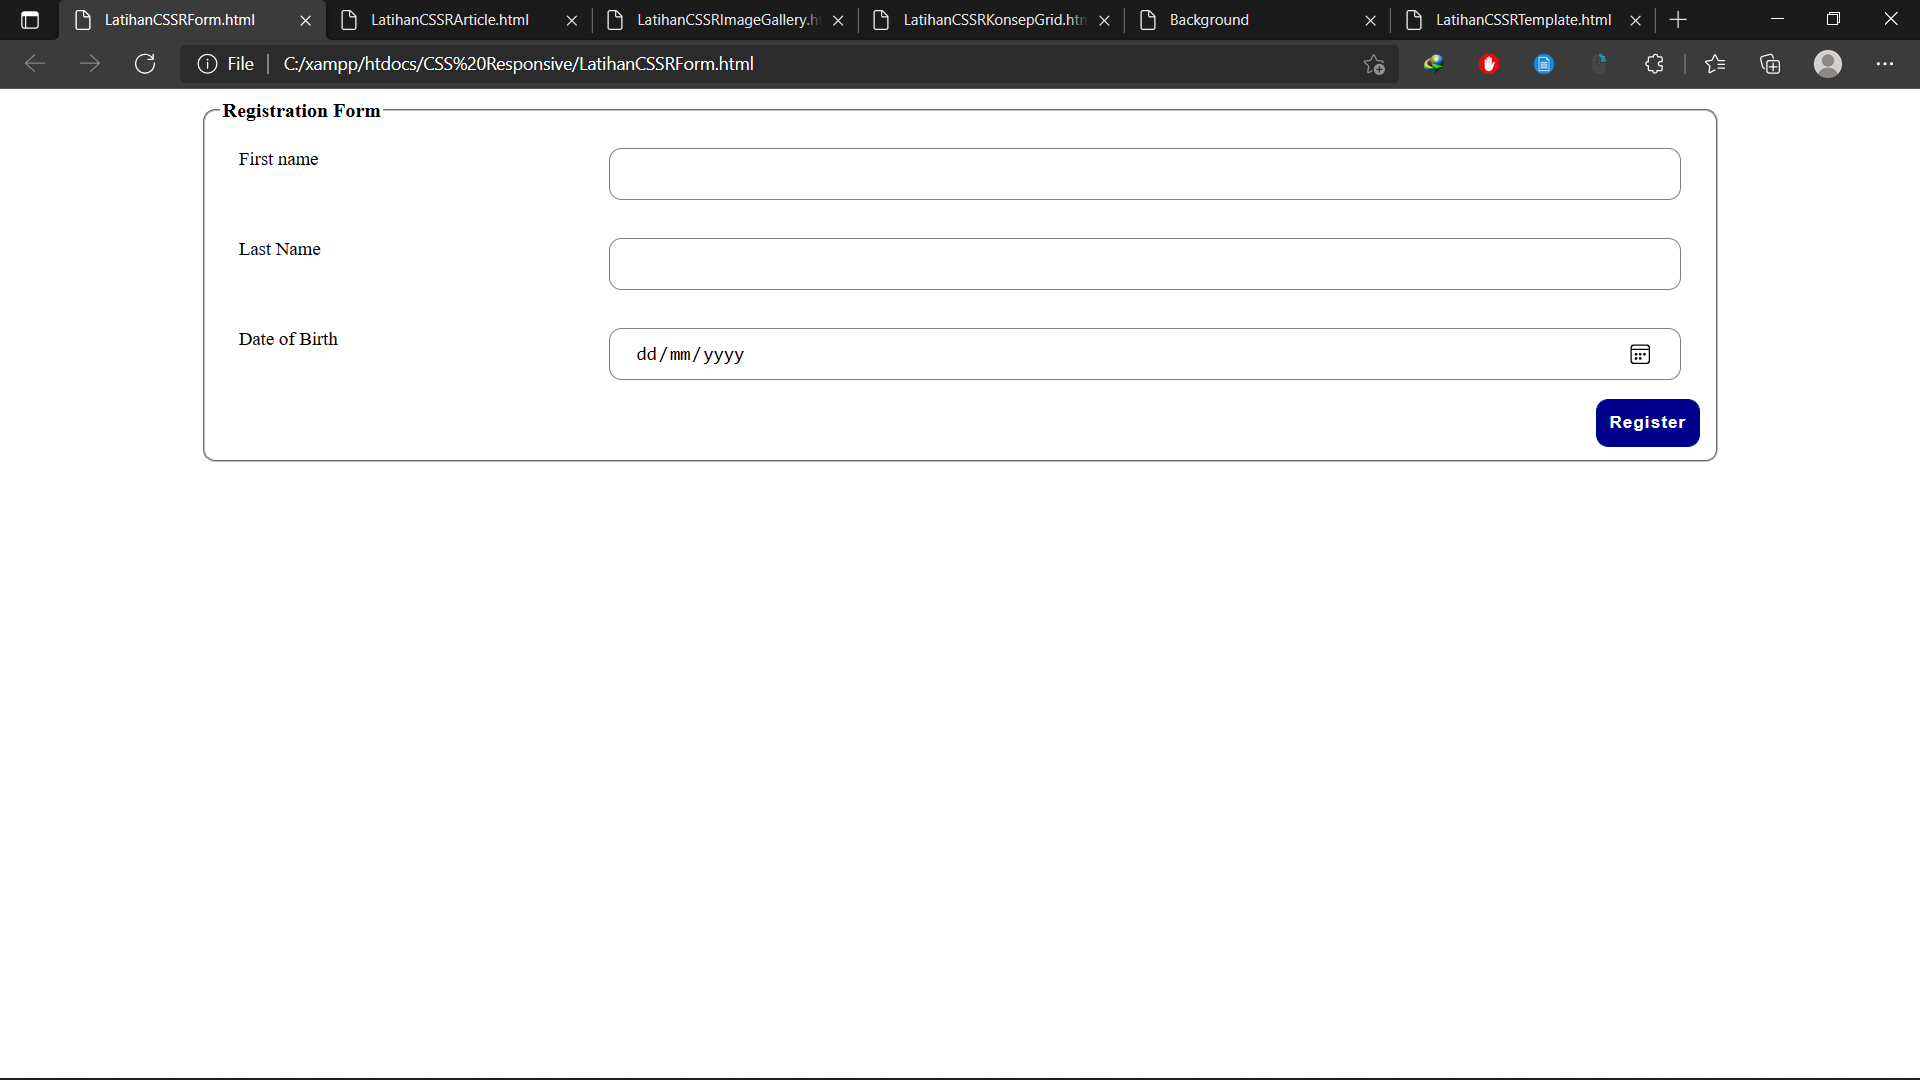 LatihanCSSRForm.html
LatihanCSSRArticle.html
LatihanCSSRImageGallery.h
LatihanCSSRKonsepGrid.htm
Background
LatihanCSSRTemplate.html
File
C:/xampp/htdocs/CSS%20Responsive/LatihanCSSRForm.html
Registration Form
First name
Last Name
Date of Birth
dd/mm/yyyy
Register